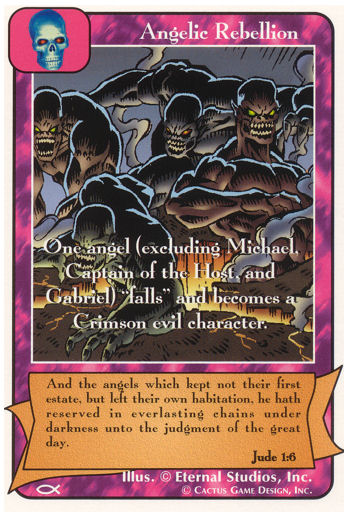 Angelic Rebellion
One angel (excluding Michael,
Captain of the Host, and
Gabriel) "falls" and becomes a
Crimson evil character.
And the angels which kept not their first
estate, but left their own habitation, he hath
reserved in everlasting chains under
darkness unto the judgment of the great
day.
Jude 1:6
Illus. © Eternal Studios, Inc.
© Cactus Game Design, Inc.